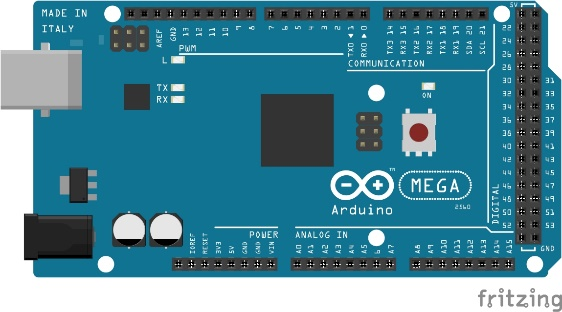 MADE IN
ITALY
AREF
GND
13
12
11
10
9
8
7
6
5
4
3
2
TX0 1
RX0 0
TX3 14
RX3 15
TX2 16
RX2 17
TX1 18
RX1 19
SDA 20
SCL 21
5V
PWM
COMMUNICATION
L
TX
RX
ON
22
24
26
28
30 31
32 33
34 35
36 37
38 39
40 41
42 43
44 45
46 47
48 49
50 51
52 53
GND
DIGITAL
Arduino
TM
MEGA
2560
POWER
ANALOG IN
IOREF
RESET
3V3
5V
GND
GND
VIN
A0
A1
A2
A3
A4
A5
A6
A7
A8
A9
A10
A11
A12
A13
A14
A15
fritzing